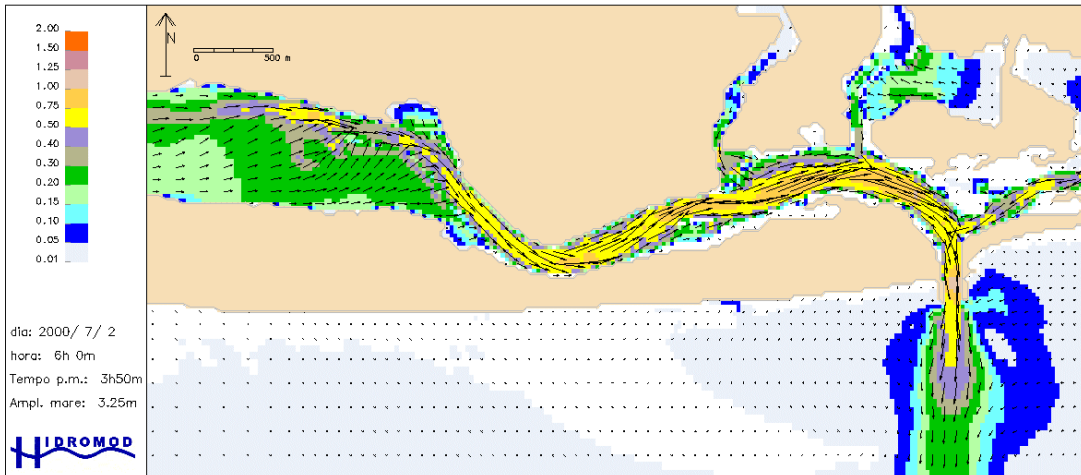 2.00
1.50
1.25
1.00
0.75
0.50
0.40
0.30
0.20
0.15
0.10
0.05
0.01
N
500 m
dia: 2000/ 7/ 2
hora: 6h 0m
Tempo p.m.: 3h50m
Ampl. mare: 3.25m
HIDROMOD